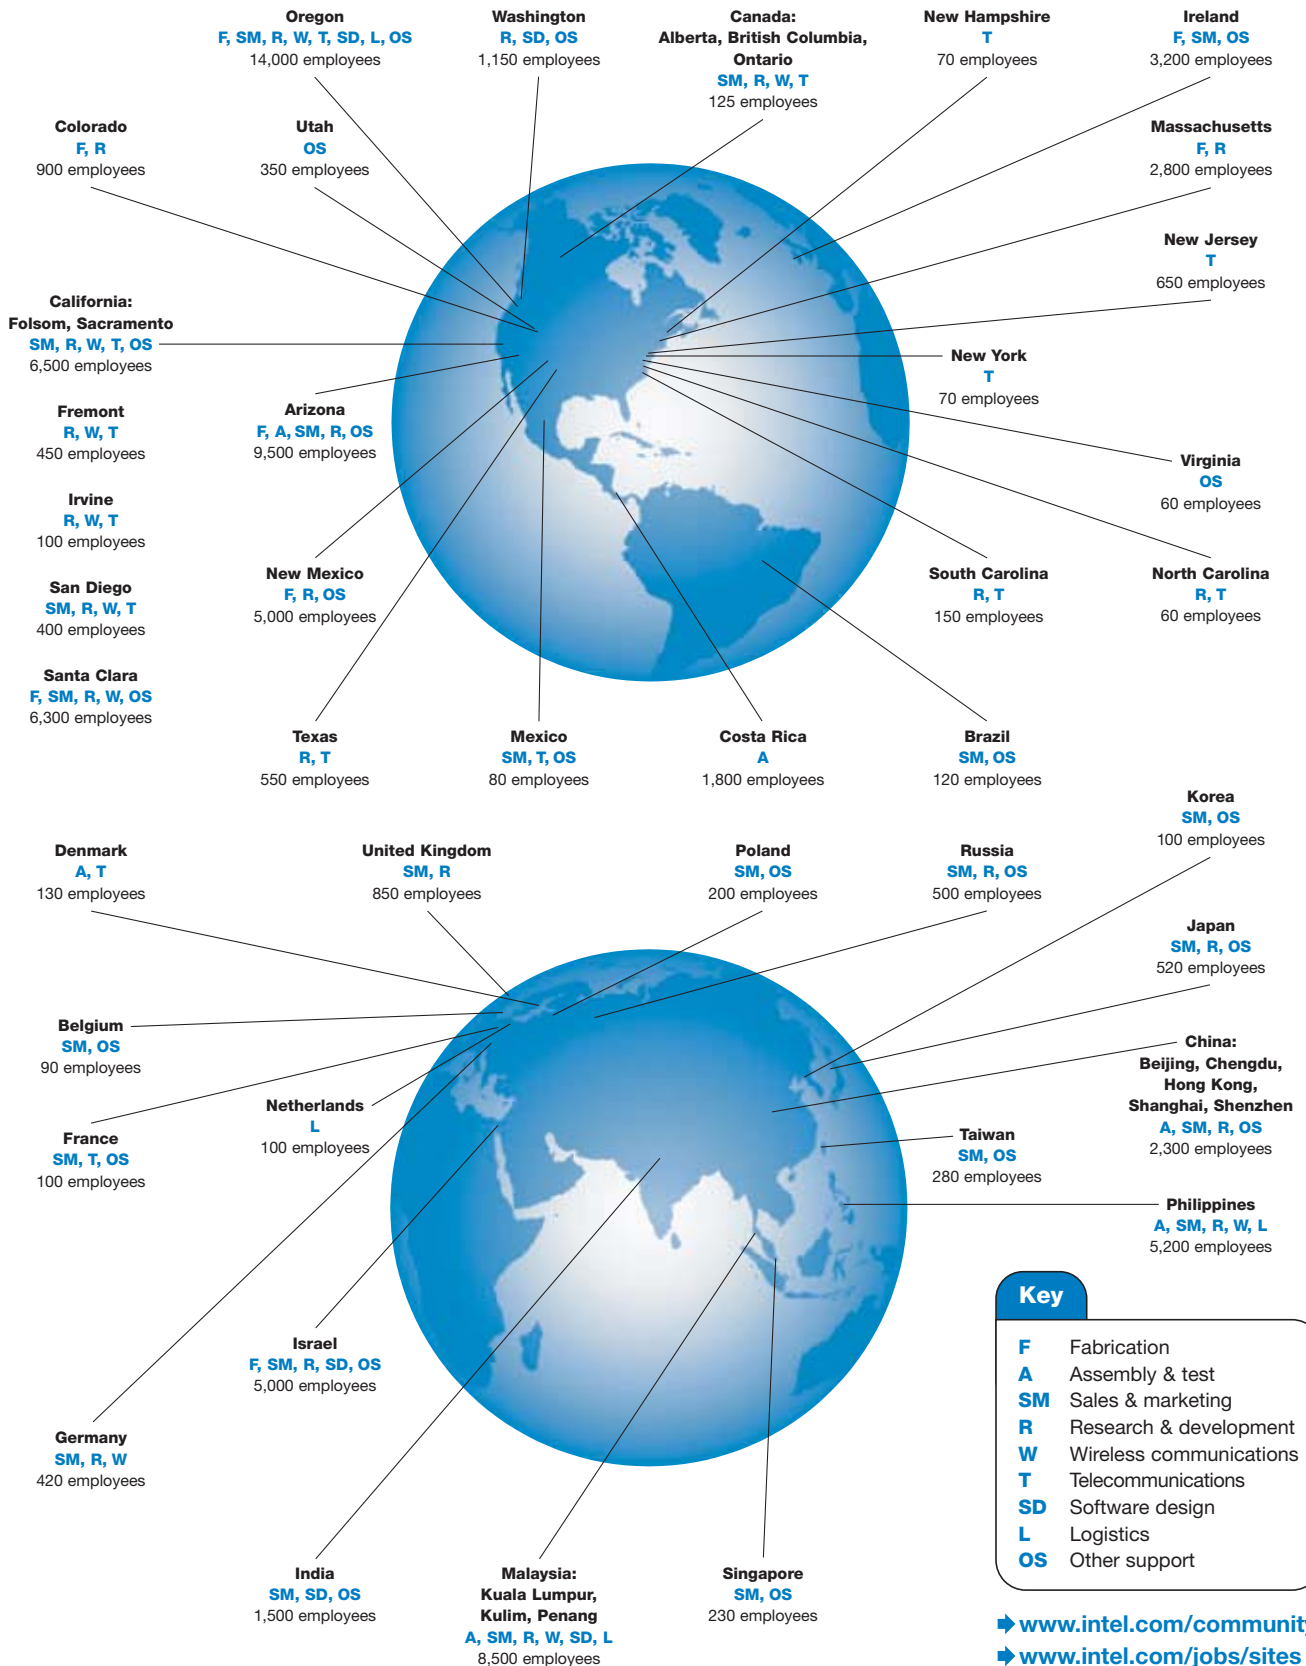 Oregon
F, SM, R, W, T, SD, L, OS
14,000 employees
Washington
R, SD, OS
1,150 employees
Canada:
Alberta, British Columbia,
Ontario
SM, R, W, T
125 employees
New Hampshire
T
70 employees
Ireland
F, SM, OS
3,200 employees
Colorado
F, R
900 employees
Utah
OS
350 employees
Massachusetts
F, R
2,800 employees
New Jersey
T
650 employees
California:
Folsom, Sacramento
SM, R, W, T, OS
6,500 employees
New York
T
70 employees
Fremont
R, W, T
450 employees
Arizona
F, A, SM, R, OS
9,500 employees
Virginia
OS
60 employees
Irvine
R, W, T
100 employees
San Diego
SM, R, W, T
400 employees
New Mexico
F, R, OS
5,000 employees
South Carolina
R, T
150 employees
North Carolina
R, T
60 employees
Santa Clara
F, SM, R, W, OS
6,300 employees
Texas
R, T
550 employees
Mexico
SM, T, OS
80 employees
Costa Rica
A
1,800 employees
Brazil
SM, OS
120 employees
Korea
SM, OS
100 employees
Denmark
A, T
130 employees
United Kingdom
SM, R
850 employees
Poland
SM, OS
200 employees
Russia
SM, R, OS
500 employees
Japan
SM, R, OS
520 employees
Belgium
SM, OS
90 employees
China:
Beijing, Chengdu,
Hong Kong,
Shanghai, Shenzhen
A, SM, R, OS
2,300 employees
Netherlands
L
100 employees
France
SM, T, OS
100 employees
Taiwan
SM, OS
280 employees
Philippines
A, SM, R, W, L
5,200 employees
Israel
F, SM, R, SD, OS
5,000 employees
Germany
SM, R, W
420 employees
India
SM, SD, OS
1,500 employees
Malaysia:
Kuala Lumpur,
Kulim, Penang
A, SM, R, W, SD, L
8,500 employees
Singapore
SM, OS
230 employees
Key
F Fabrication
A Assembly & test
SM Sales & marketing
R Research & development
W Wireless communications
T Telecommunications
SD Software design
L Logistics
OS Other support
www.intel.com/community
www.intel.com/jobs/sites